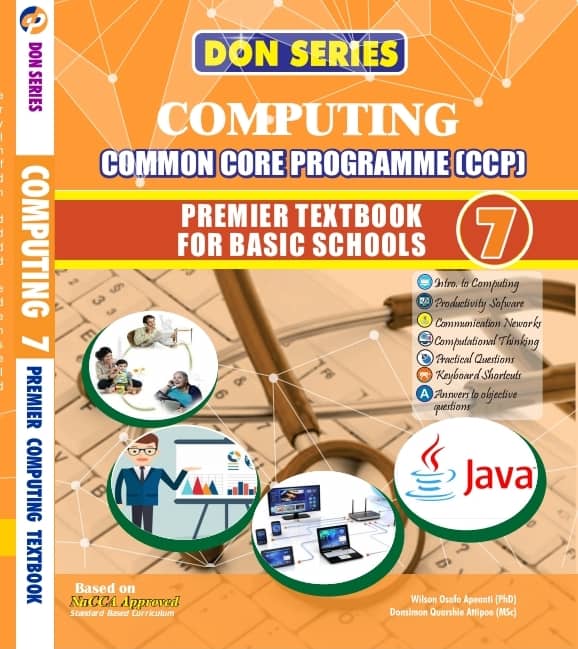 DON SERIES
COMPUTING 7
PREMIER COMPUTING TEXTBOOK
DON SERIES
COMPUTING
COMMON CORE PROGRAMME (CCP)
PREMIER TEXTBOOK
FOR BASIC SCHOOLS
7
Intro. to Computing
Productivity Sofware
Communication Neworks
Computational Thinking
Practical Questions
Keyboard Shortcuts
A Answers to objective
questions
Java
Based on
NaCCA Approved
Standard Based Curriculum
Wilson Osafo Apeanti (PhD)
Donsimon Quarshie Attipoe (MSc)